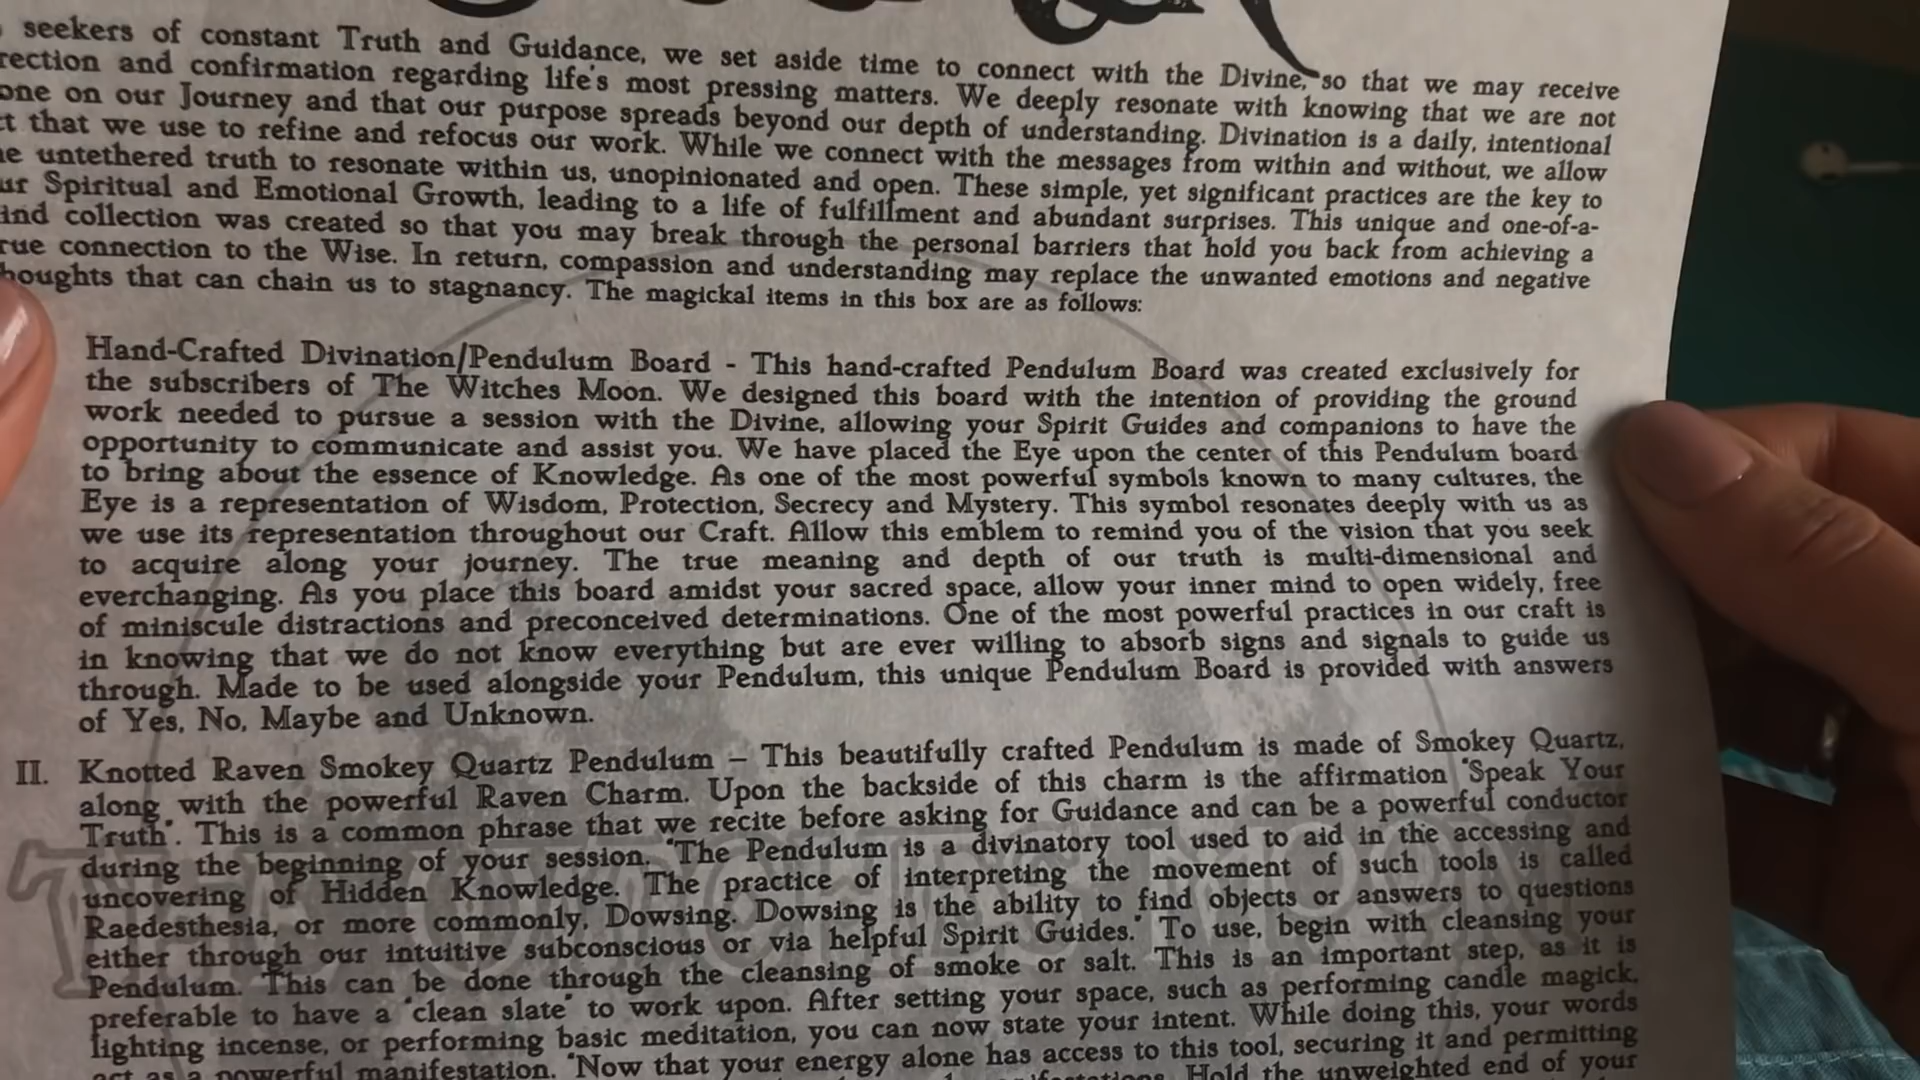 seekers of constant Truth and Guidance, we set aside time to connect with the Divine, so that we may receive
rection and confirmation regarding life's most pressing matters. We deeply resonate with knowing that we are not
one on our Journey and that our purpose spreads beyond our depth of understanding. Divination is a daily, intentional
ct that we use to refine and refocus our work. While we connect with the messages from within and without, we allow
he untethered truth to resonate within us, unopinionated and open. These simple, yet significant practices are the key to
ur Spiritual and Emotional Growth, leading to a life of fulfillment and abundant surprises. This unique and one-of-a-
ind collection was created so that you may break through the personal barriers that hold you back from achieving a
rue connection to the Wise. In return, compassion and understanding may replace the unwanted emotions and negative
houghts that can chain us to stagnancy. The magickal items in this box are as follows:
Hand-Crafted Divination/Pendulum Board - This hand-crafted Pendulum Board was created exclusively for
the subscribers of The Witches Moon. We designed this board with the intention of providing the ground
work needed to pursue a session with the Divine, allowing your Spirit Guides and companions to have the
opportunity to communicate and assist you. We have placed the Eye upon the center of this Pendulum board
to bring about the essence of Knowledge. As one of the most powerful symbols known to many cultures, the
Eye is a representation of Wisdom, Protection, Secrecy and Mystery. This symbol resonates deeply with us as
we use its representation throughout our Craft. Allow this emblem to remind you of the vision that you seek
to acquire along your journey. The true meaning and depth of our truth is multi-dimensional and
everchanging. As you place this board amidst your sacred space, allow your inner mind to open widely, free
of miniscule distractions and preconceived determinations. One of the most powerful practices in our craft is
in knowing that we do not know everything but are ever willing to absorb signs and signals to guide us
through. Made to be used alongside your Pendulum, this unique Pendulum Board is provided with answers
of Yes, No, Maybe and Unknown.
II. Knotted Raven Smokey Quartz Pendulum – This beautifully crafted Pendulum is made of Smokey Quartz,
along with the powerful Raven Charm. Upon the backside of this charm is the affirmation "Speak Your
Truth". This is a common phrase that we recite before asking for Guidance and can be a powerful conductor
during the beginning of your session. "The Pendulum is a divinatory tool used to aid in the accessing and
uncovering of Hidden Knowledge. The practice of interpreting the movement of such tools is called
Raedesthesia, or more commonly, Dowsing. Dowsing is the ability to find objects or answers to questions
either through our intuitive subconscious or via helpful Spirit Guides." To use, begin with cleansing your
Pendulum. This can be done through the cleansing of smoke or salt. This is an important step, as it is
preferable to have a "clean slate" to work upon. After setting your space, such as performing candle magick,
lighting incense, or performing basic meditation, you can now state your intent. While doing this, your words
act as a powerful manifestation. "Now that your energy alone has access to this tool, securing it and permitting
Hold the unweighted end of your
THE WITCHES MOON